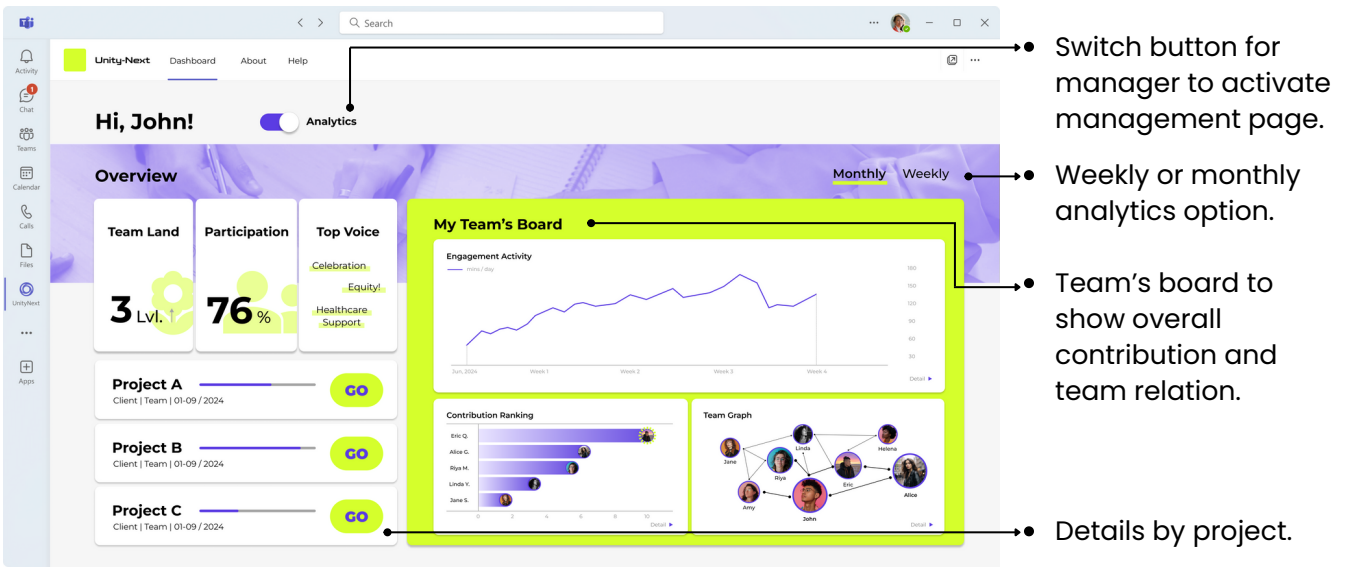 Search
Activity
1
Chat
Teams
Calendar
Calls
Files
UnityNext
Apps
Unity-Next
Dashboard
About
Help
Hi, John!
Analytics
Overview
Monthly
Weekly
Team Land
3 Lvl. ↑
Participation
76 %
Top Voice
Celebration
Equity!
Healthcare
Support
Project A
Client | Team | 01-09 / 2024
GO
Project B
Client | Team | 01-09 / 2024
GO
Project C
Client | Team | 01-09 / 2024
GO
My Team's Board
Engagement Activity
mins / day
180
150
120
90
60
30
Jun, 2024
Week 1
Week 2
Week 3
Week 4
Detail
Contribution Ranking
Eric Q.
Alice G.
Riya M.
Linda Y.
Jane S.
0 2 4 6 8 10
Detail
Team Graph
Jane
Linda
Helena
Riya
Eric
Alice
Amy
John
Detail
Switch button for
manager to activate
management page.
Weekly or monthly
analytics option.
Team's board to
show overall
contribution and
team relation.
Details by project.